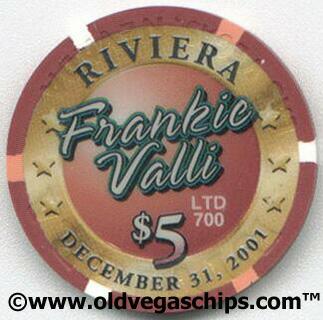 RIVIERA
Frankie
Valli
LTD
700
$5
DECEMBER 31, 2001
©www.oldvegaschips.com™